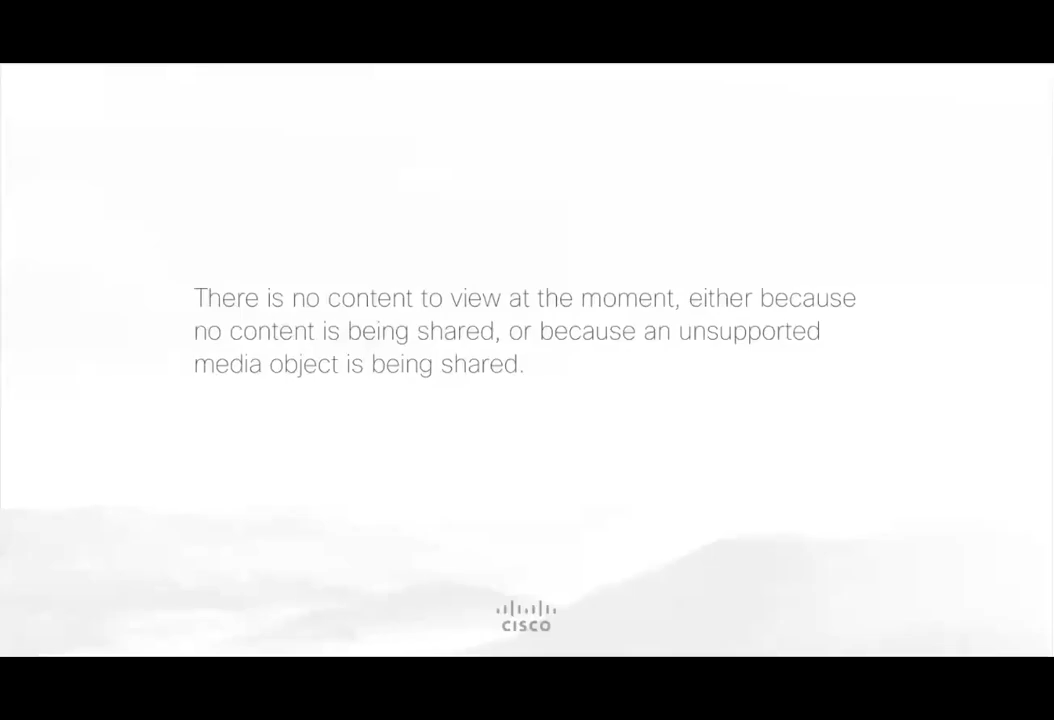 There is no content to view at the moment, either because
no content is being shared, or because an unsupported
media object is being shared.
CISCO